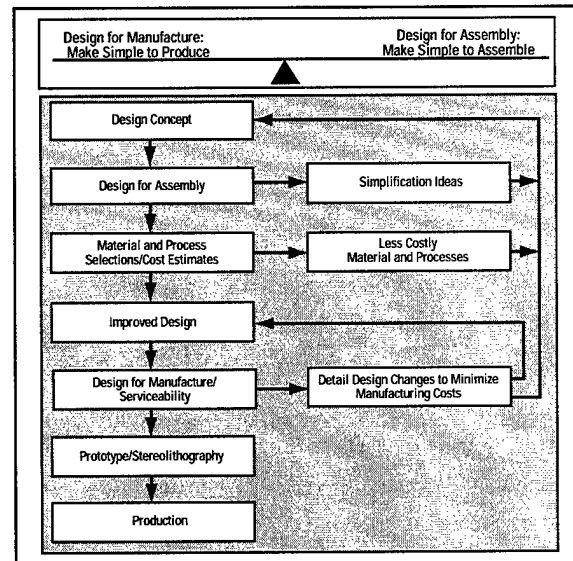 Design for Manufacture:
Make Simple to Produce
Design for Assembly:
Make Simple to Assemble
Design Concept
Design for Assembly
Simplification Ideas
Material and Process
Selections/Cost Estimates
Less Costly
Material and Processes
Improved Design
Design for Manufacture/
Serviceability
Detail Design Changes to Minimize
Manufacturing Costs
Prototype/Stereolithography
Production